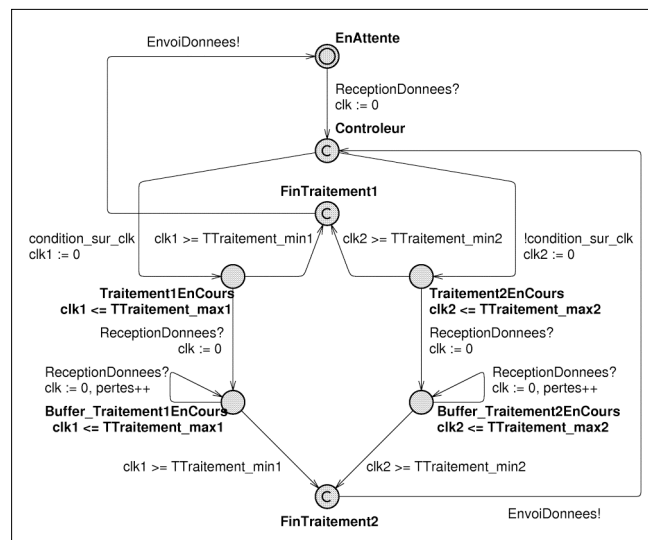 EnAttente
EnvoiDonnees!
ReceptionDonnees?
clk := 0
Controleur
C
FinTraitement1
C
condition_sur_clk
clk1 := 0
clk1 >= TTraitement_min1
clk2 >= TTraitement_min2
!condition_sur_clk
clk2 := 0
Traitement1EnCours
clk1 <= TTraitement_max1
Traitement2EnCours
clk2 <= TTraitement_max2
ReceptionDonnees?
clk := 0
ReceptionDonnees?
clk := 0
ReceptionDonnees?
clk := 0, pertes++
ReceptionDonnees?
clk := 0, pertes++
Buffer_Traitement1EnCours
clk1 <= TTraitement_max1
Buffer_Traitement2EnCours
clk2 <= TTraitement_max2
clk1 >= TTraitement_min1
clk2 >= TTraitement_min2
C
FinTraitement2
EnvoiDonnees!